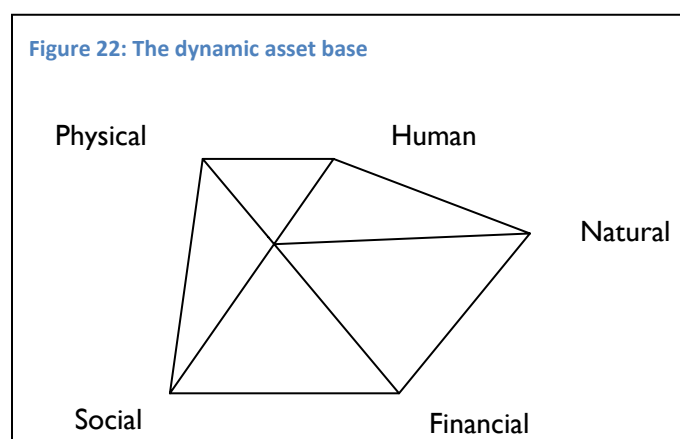 Figure 22: The dynamic asset base
Physical
Human
Natural
Social
Financial